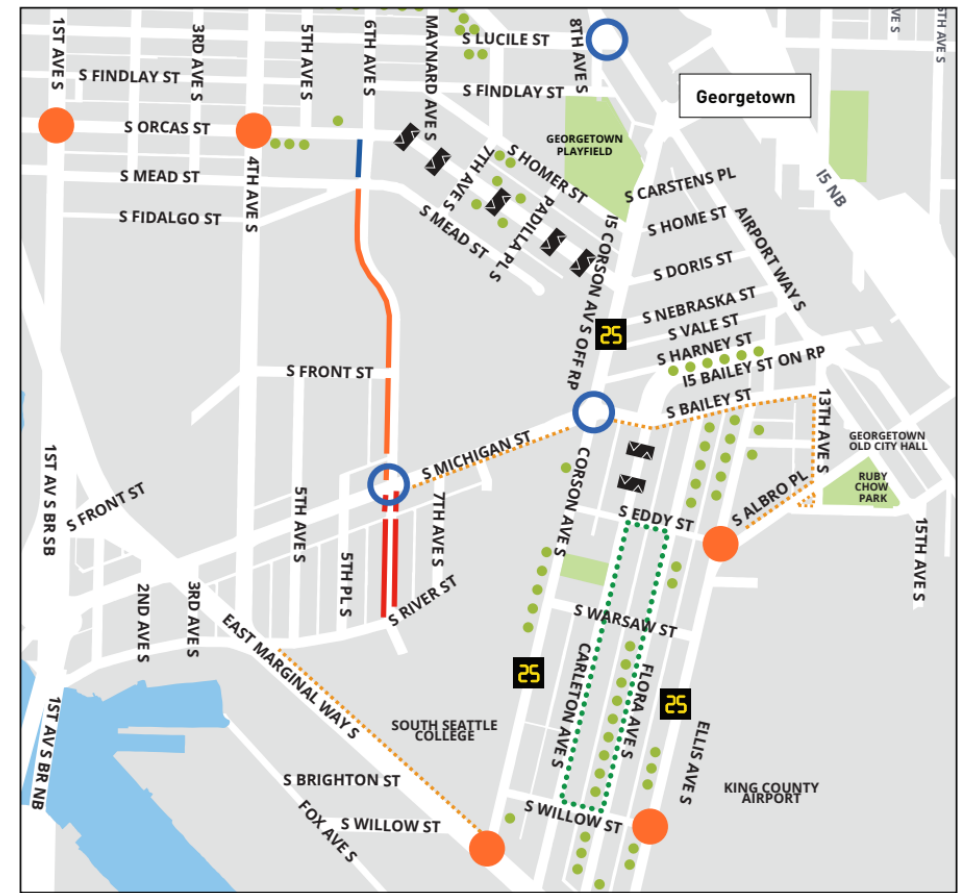 1ST AVE S
3RD AVE S
5TH AVE S
6TH AVE S
MAYNARD AVE S
S LUCILE ST
8TH AVE S
S FINDLAY ST
S FINDLAY ST
Georgetown
S ORCAS ST
GEORGETOWN
PLAYFIELD
4TH AVE S
S MEAD ST
S FIDALGO ST
7TH AVE S
S HOMER ST
PADILLA PL S
S MEAD ST
I5 NB
S CARSTENS PL
S HOME ST
AIRPORT WAY S
I5 CORSON AV S OFF RP
S DORIS ST
S NEBRASKA ST
S VALE ST
S HARNEY ST
25
I5 BAILEY ST ON RP
S FRONT ST
S BAILEY ST
13TH AVE S
S MICHIGAN ST
GEORGETOWN
OLD CITY HALL
1ST AV S BR SB
S FRONT ST
5TH AVE S
7TH AVE S
CORSON AVE S
RUBY
CHOW
PARK
S ALBRO PL
S EDDY ST
15TH AVE S
5TH PL S
2ND AVE S
3RD AVE S
S RIVER ST
S WARSAW ST
EAST MARGINAL WAY S
CARLETON AVE S
FLORA AVE S
25
25
ELLIS AVE S
SOUTH SEATTLE
COLLEGE
1ST AV S BR NB
S BRIGHTON ST
KING COUNTY
AIRPORT
FOX AVE S
S WILLOW ST
S WILLOW ST